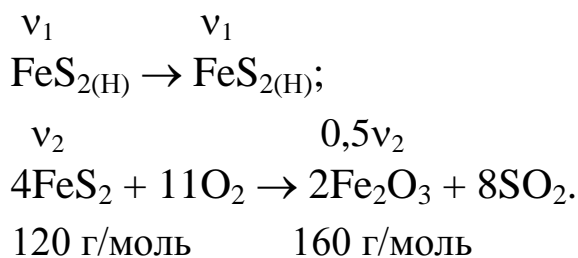 ν₁ ν₁
FeS₂₍Н₎ → FeS₂₍Н₎;
ν₂ 0,5ν₂
4FeS₂ + 11O₂ → 2Fe₂O₃ + 8SO₂.
120 г/моль 160 г/моль